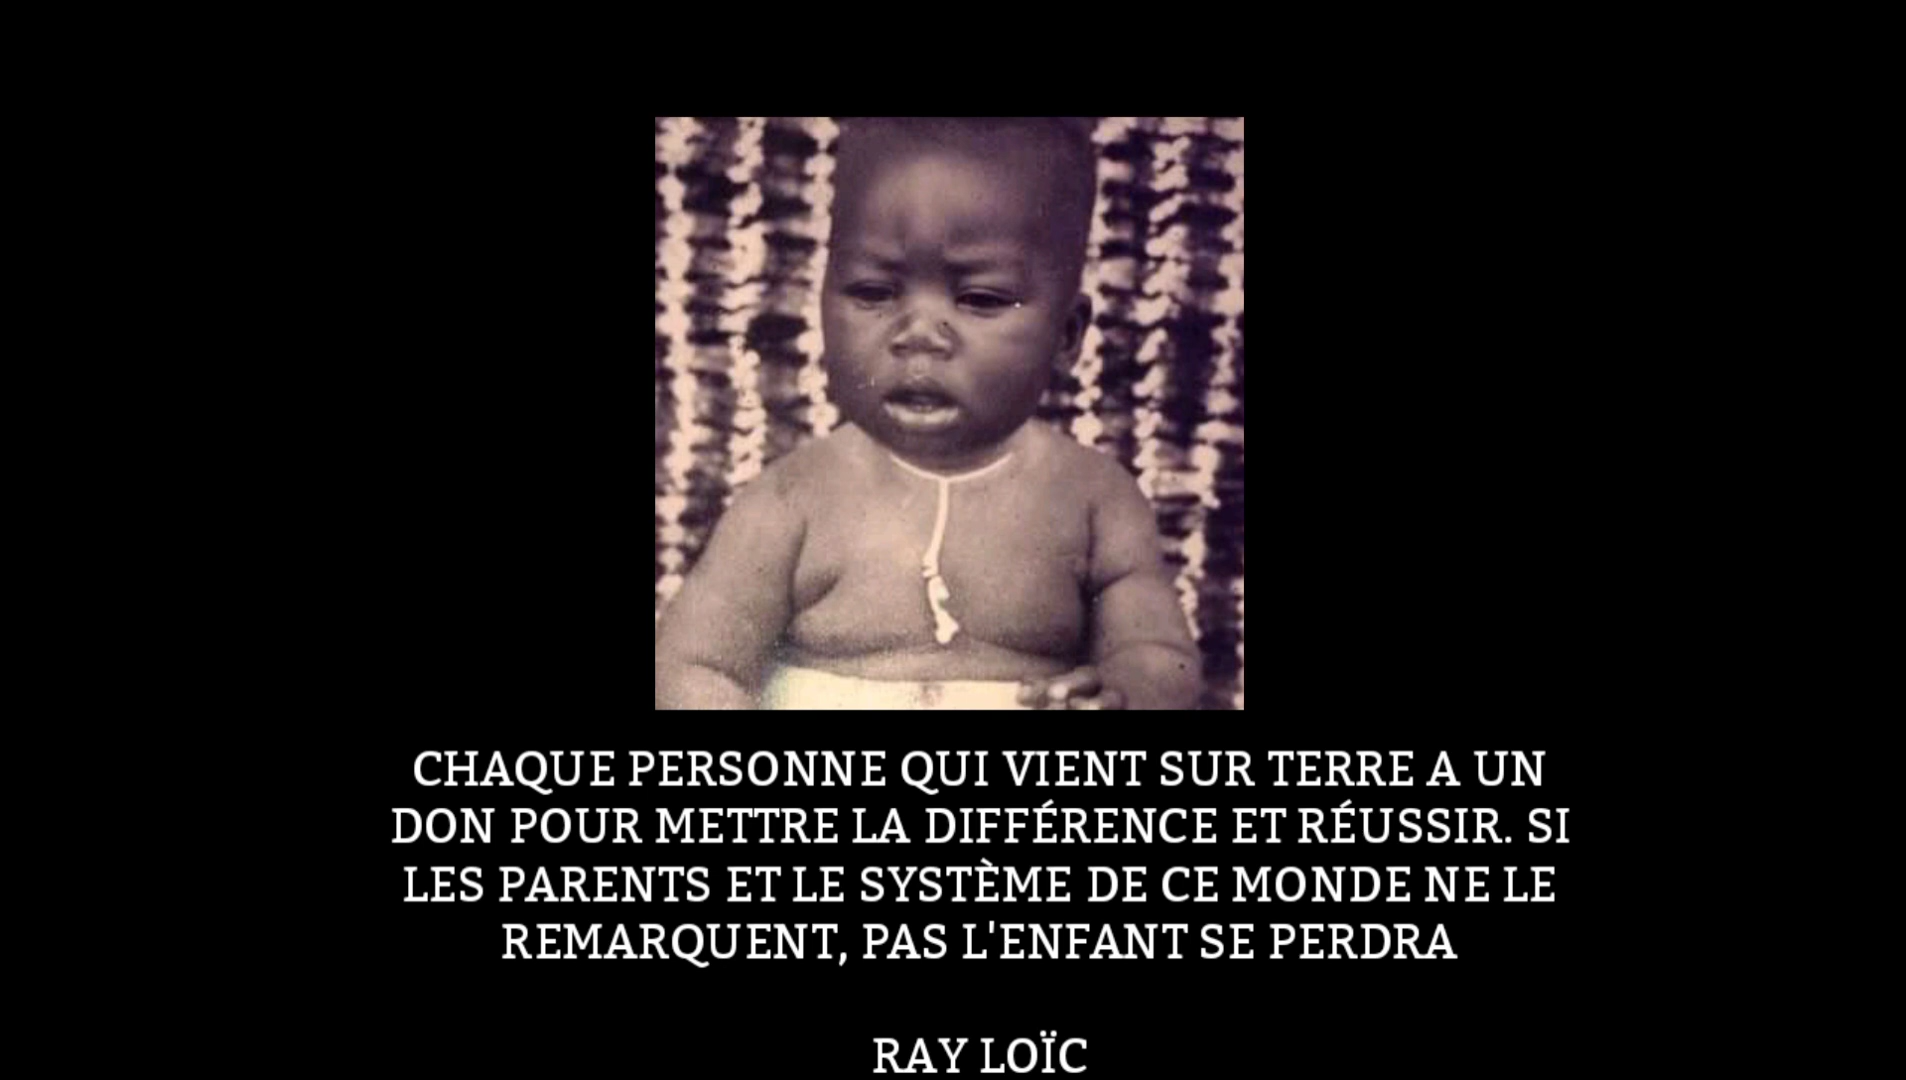 CHAQUE PERSONNE QUI VIENT SUR TERRE A UN
DON POUR METTRE LA DIFFÉRENCE ET RÉUSSIR. SI
LES PARENTS ET LE SYSTÈME DE CE MONDE NE LE
REMARQUENT, PAS L'ENFANT SE PERDRA
RAY LOÏC